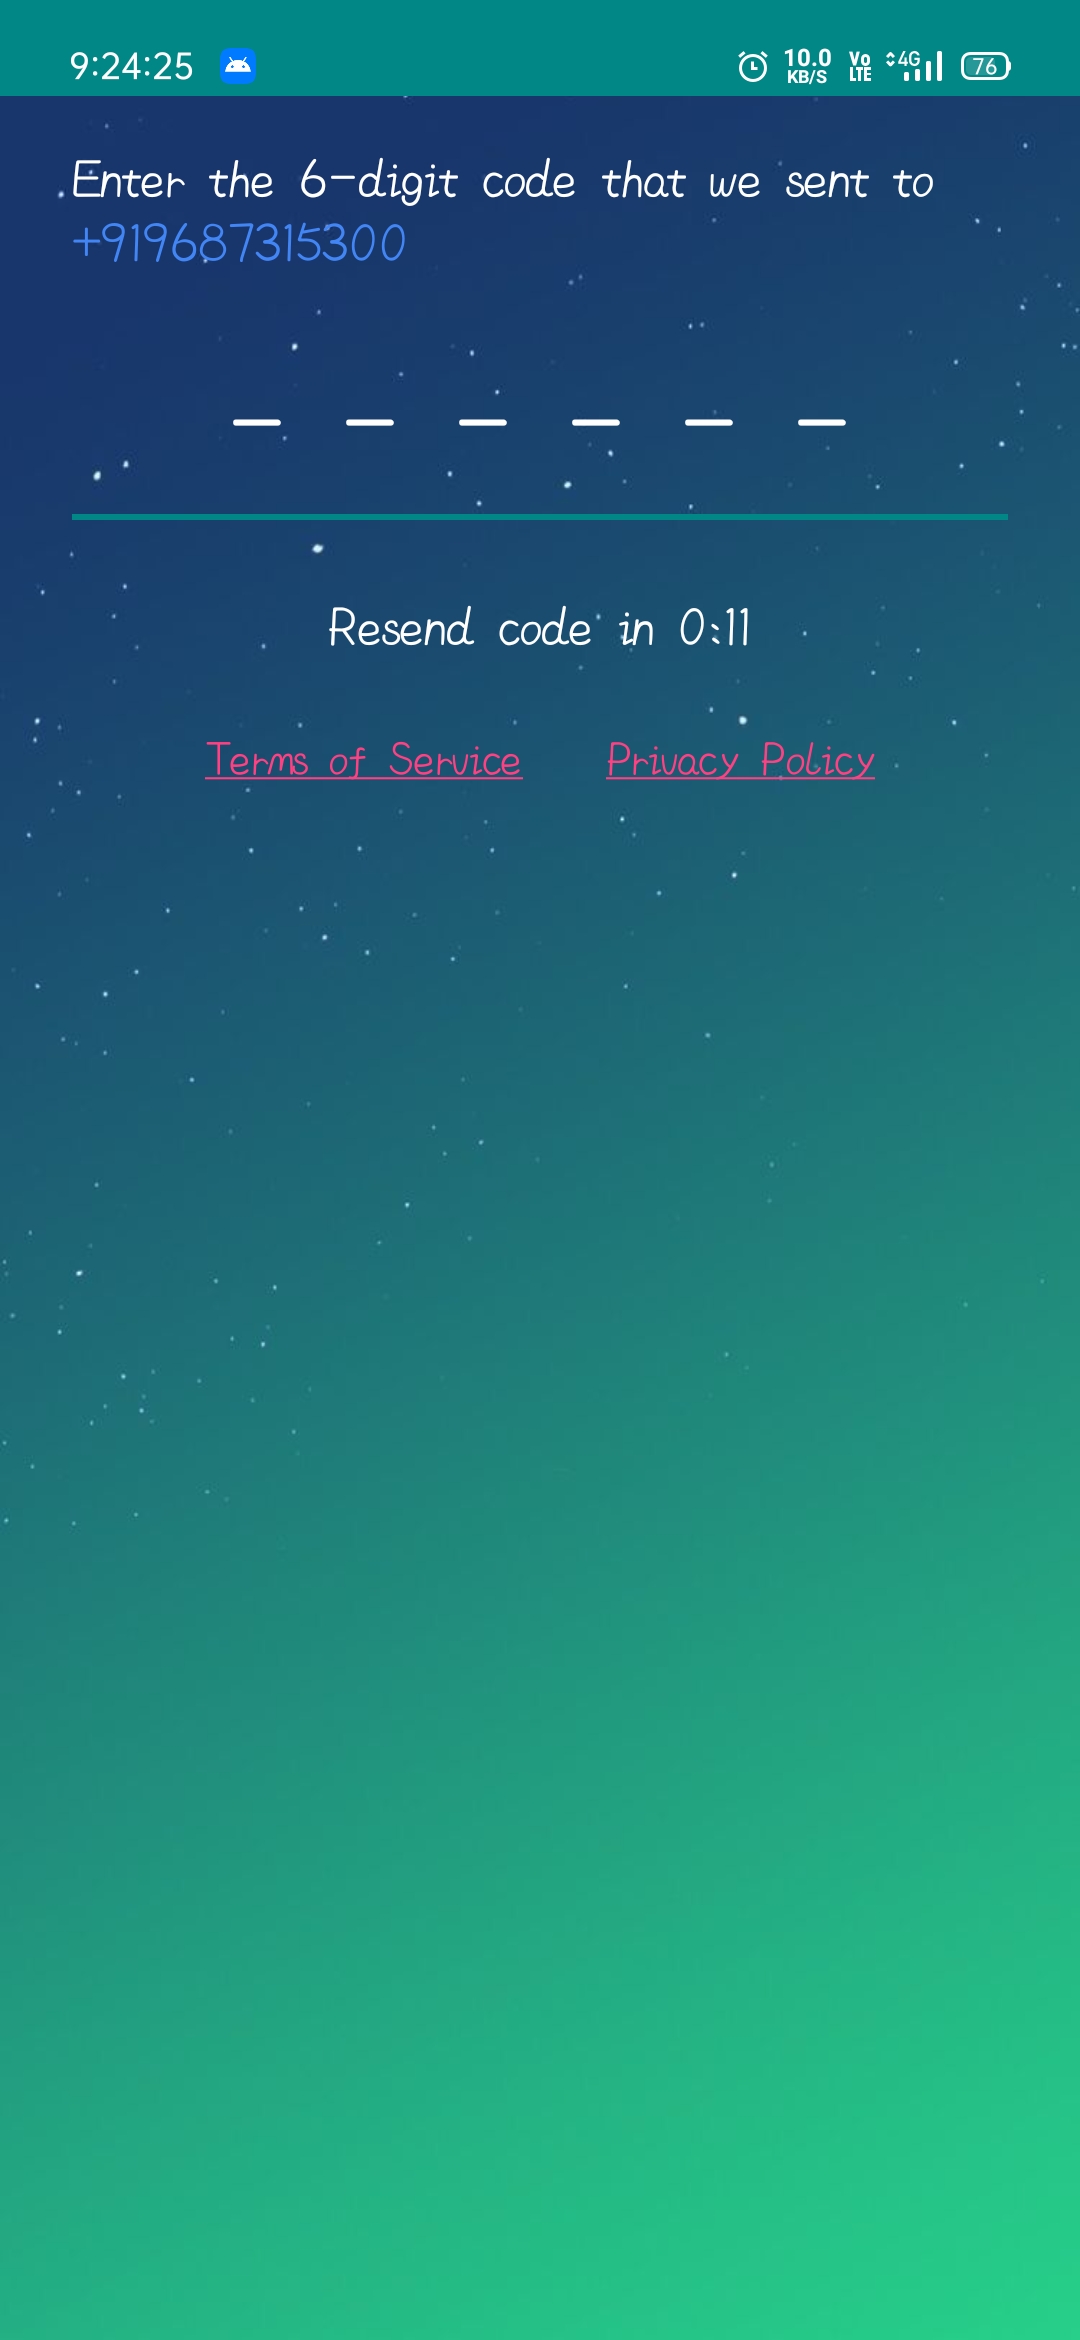 9:24:25 10.0 KB/S Vo LTE 4G 76
Enter the 6-digit code that we sent to
+919687315300
Resend code in 0:11
Terms of Service Privacy Policy